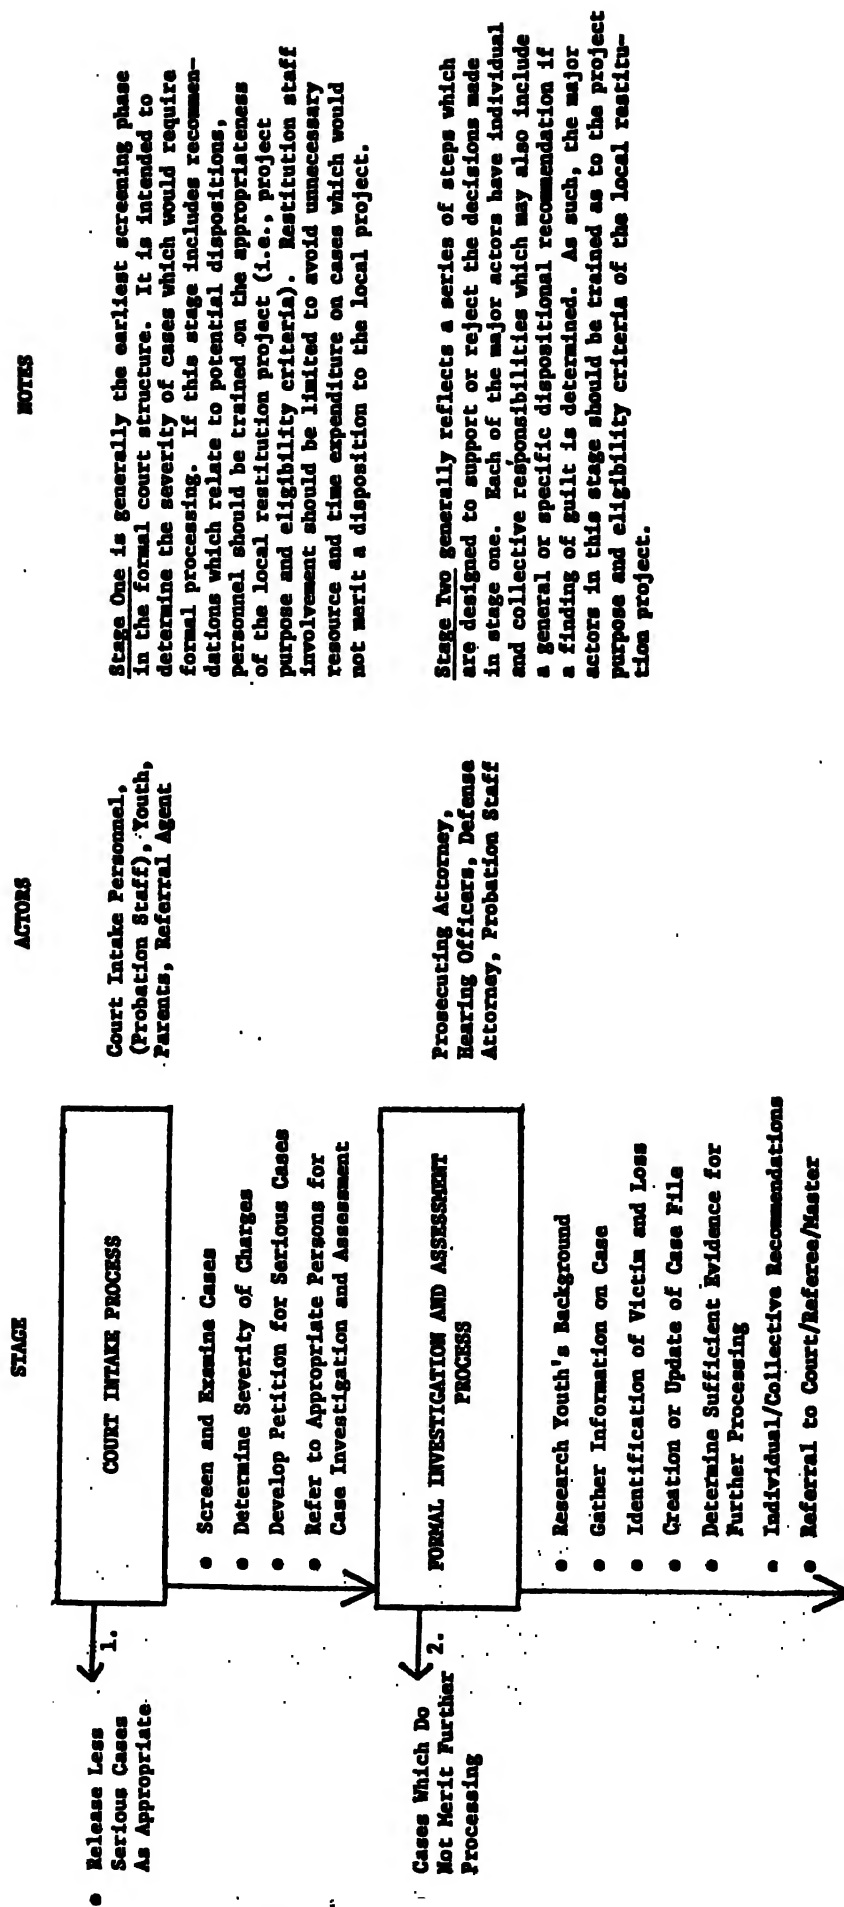 STAGE
ACTORS
NOTES
● Release Less
Serious Cases
As Appropriate
1.
COURT INTAKE PROCESS
● Screen and Examine Cases
● Determine Severity of Charges
● Develop Petition for Serious Cases
● Refer to Appropriate Persons for
Case Investigation and Assessment
Court Intake Personnel,
(Probation Staff), Youth,
Parents, Referral Agent
Stage One is generally the earliest screening phase
in the formal court structure. It is intended to
determine the severity of cases which would require
formal processing. If this stage includes recommen-
dations which relate to potential dispositions,
personnel should be trained on the appropriateness
of the local restitution project (i.e., project
purpose and eligibility criteria). Restitution staff
involvement should be limited to avoid unnecessary
resource and time expenditure on cases which would
not merit a disposition to the local project.
Cases Which Do
Not Merit Further
Processing
2.
FORMAL INVESTIGATION AND ASSESSMENT
PROCESS
● Research Youth's Background
● Gather Information on Case
● Identification of Victim and Loss
● Creation or Update of Case File
● Determine Sufficient Evidence for
Further Processing
● Individual/Collective Recommendations
● Referral to Court/Referee/Master
Prosecuting Attorney,
Hearing Officers, Defense
Attorney, Probation Staff
Stage Two generally reflects a series of steps which
are designed to support or reject the decisions made
in stage one. Each of the major actors have individual
and collective responsibilities which may also include
a general or specific dispositional recommendation if
a finding of guilt is determined. As such, the major
actors in this stage should be trained as to the project
purpose and eligibility criteria of the local restitu-
tion project.